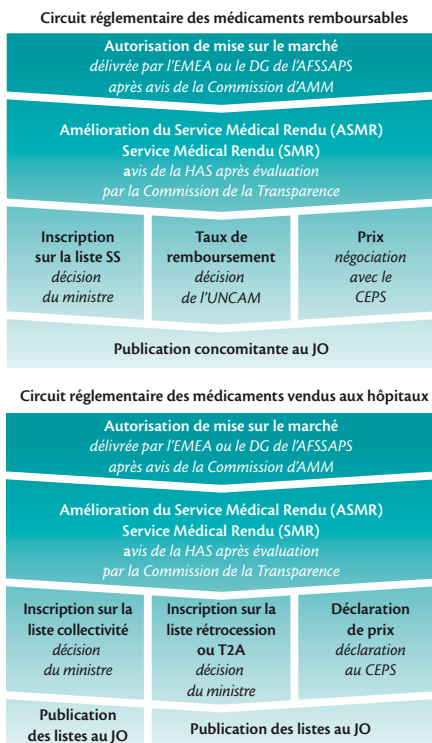 Circuit réglementaire des médicaments remboursables
Autorisation de mise sur le marché
délivrée par l'EMEA ou le DG de l'AFSSAPS
après avis de la Commission d'AMM
Amélioration du Service Médical Rendu (ASMR)
Service Médical Rendu (SMR)
avis de la HAS après évaluation
par la Commission de la Transparence
Inscription
sur la liste SS
décision
du ministre
Taux de
remboursement
décision
de l'UNCAM
Prix
négociation
avec le
CEPS
Publication concomitante au JO
Circuit réglementaire des médicaments vendus aux hôpitaux
Autorisation de mise sur le marché
délivrée par l'EMEA ou le DG de l'AFSSAPS
après avis de la Commission d'AMM
Amélioration du Service Médical Rendu (ASMR)
Service Médical Rendu (SMR)
avis de la HAS après évaluation
par la Commission de la Transparence
Inscription sur la
liste collectivité
décision
du ministre
Inscription sur la
liste rétrocession
ou T2A
décision
du ministre
Déclaration
de prix
déclaration
au CEPS
Publication
des listes au JO
Publication des listes au JO